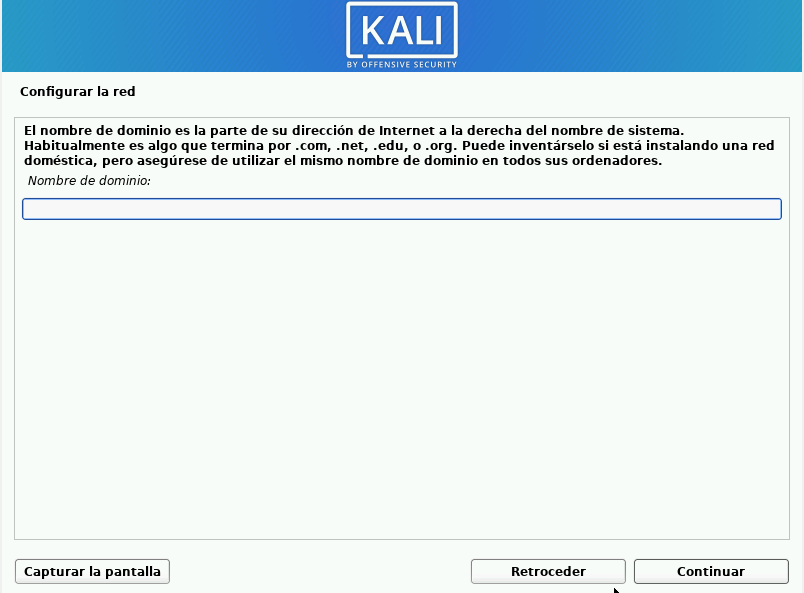 KALI
BY OFFENSIVE SECURITY
Configurar la red
El nombre de dominio es la parte de su dirección de Internet a la derecha del nombre de sistema.
Habitualmente es algo que termina por .com, .net, .edu, o .org. Puede inventárselo si está instalando una red
doméstica, pero asegúrese de utilizar el mismo nombre de dominio en todos sus ordenadores.
Nombre de dominio:
Capturar la pantalla
Retroceder
Continuar